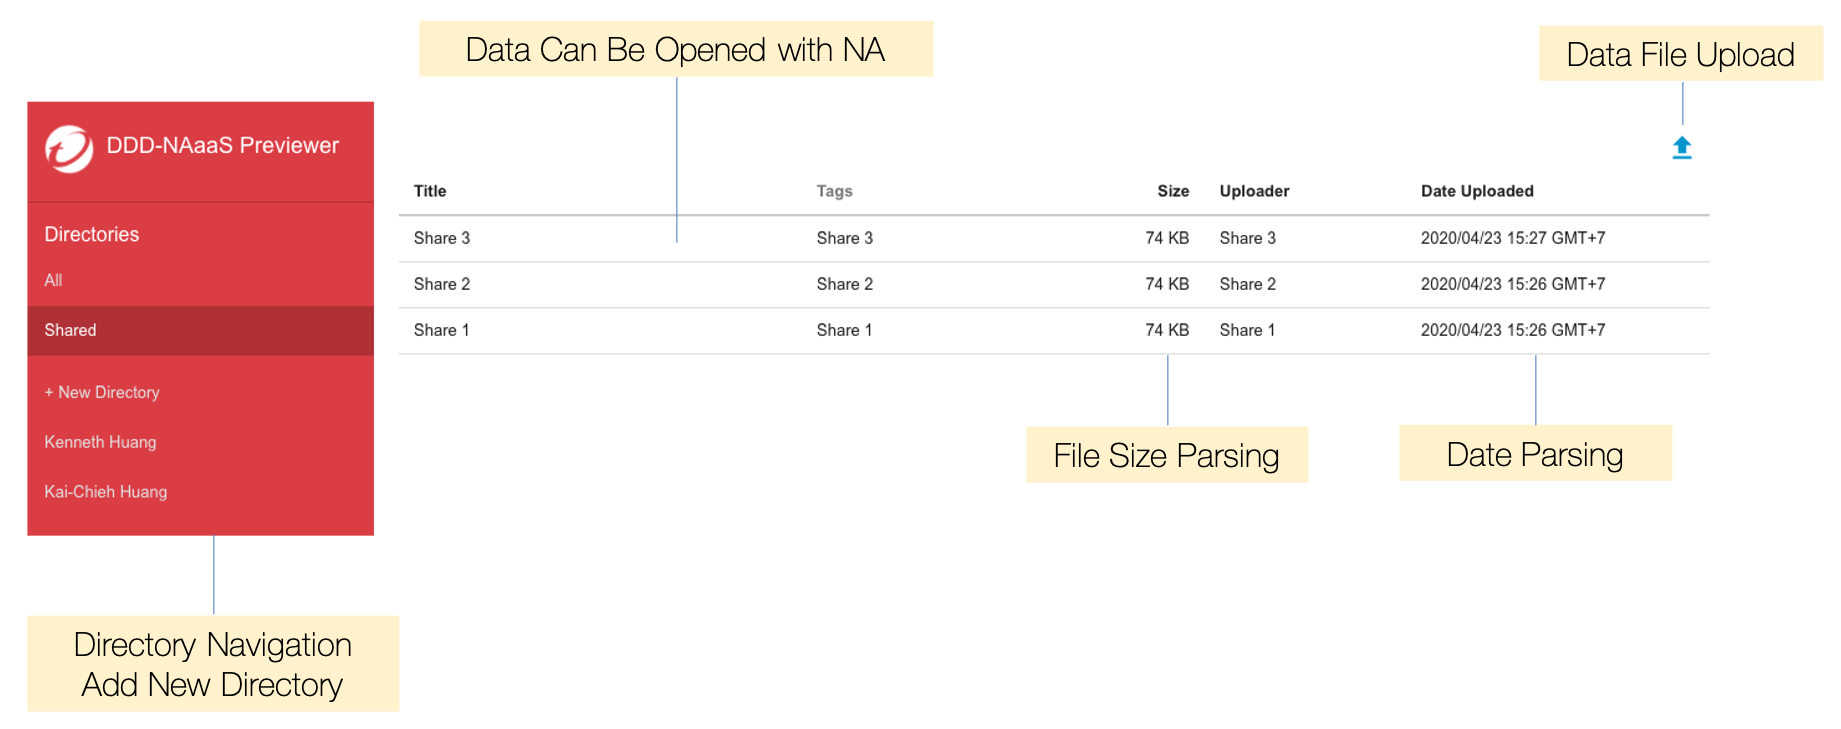 Data Can Be Opened with NA
Data File Upload
DDD-NAaaS Previewer
Directories
All
Shared
+ New Directory
Kenneth Huang
Kai-Chieh Huang
Title Tags Size Uploader Date Uploaded
Share 3 Share 3 74 KB Share 3 2020/04/23 15:27 GMT+7
Share 2 Share 2 74 KB Share 2 2020/04/23 15:26 GMT+7
Share 1 Share 1 74 KB Share 1 2020/04/23 15:26 GMT+7
File Size Parsing
Date Parsing
Directory Navigation
Add New Directory